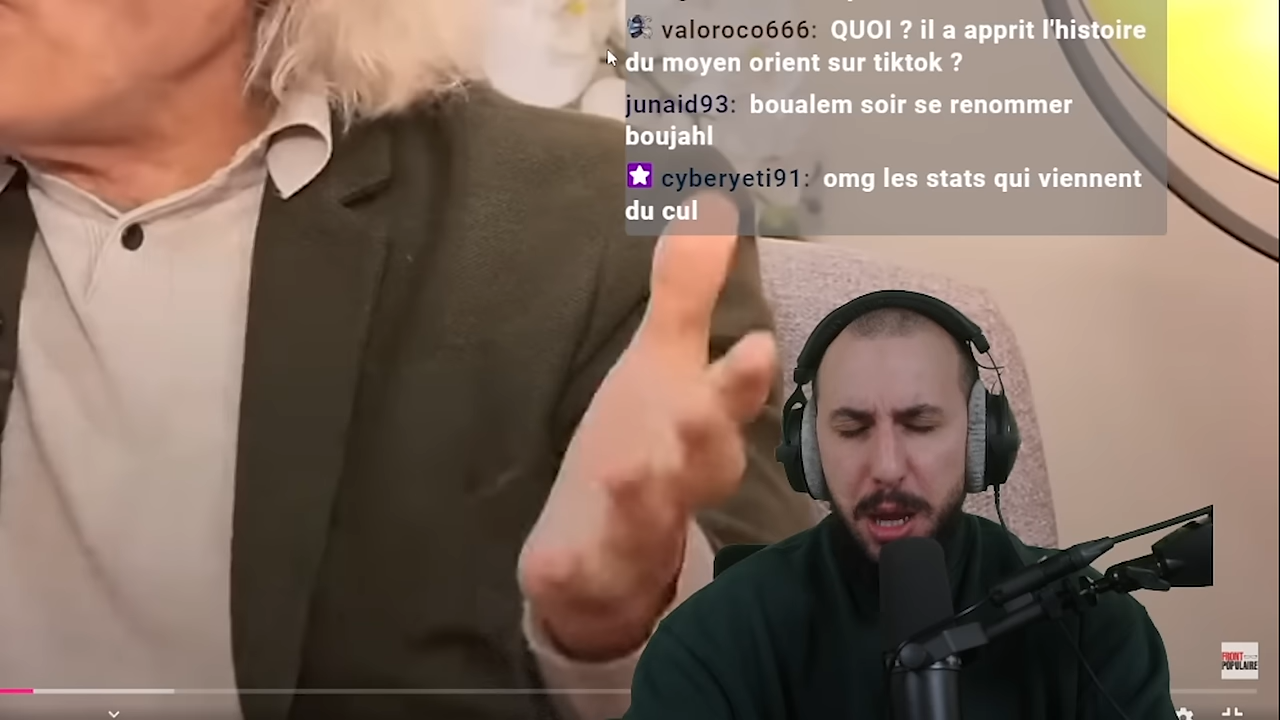 valoroco666: QUOI ? il a apprit l'histoire
du moyen orient sur tiktok ?
junaid93: boualem soir se renommer
boujahl
cyberyeti91: omg les stats qui viennent
du cul
FRONT
POPULAIRE